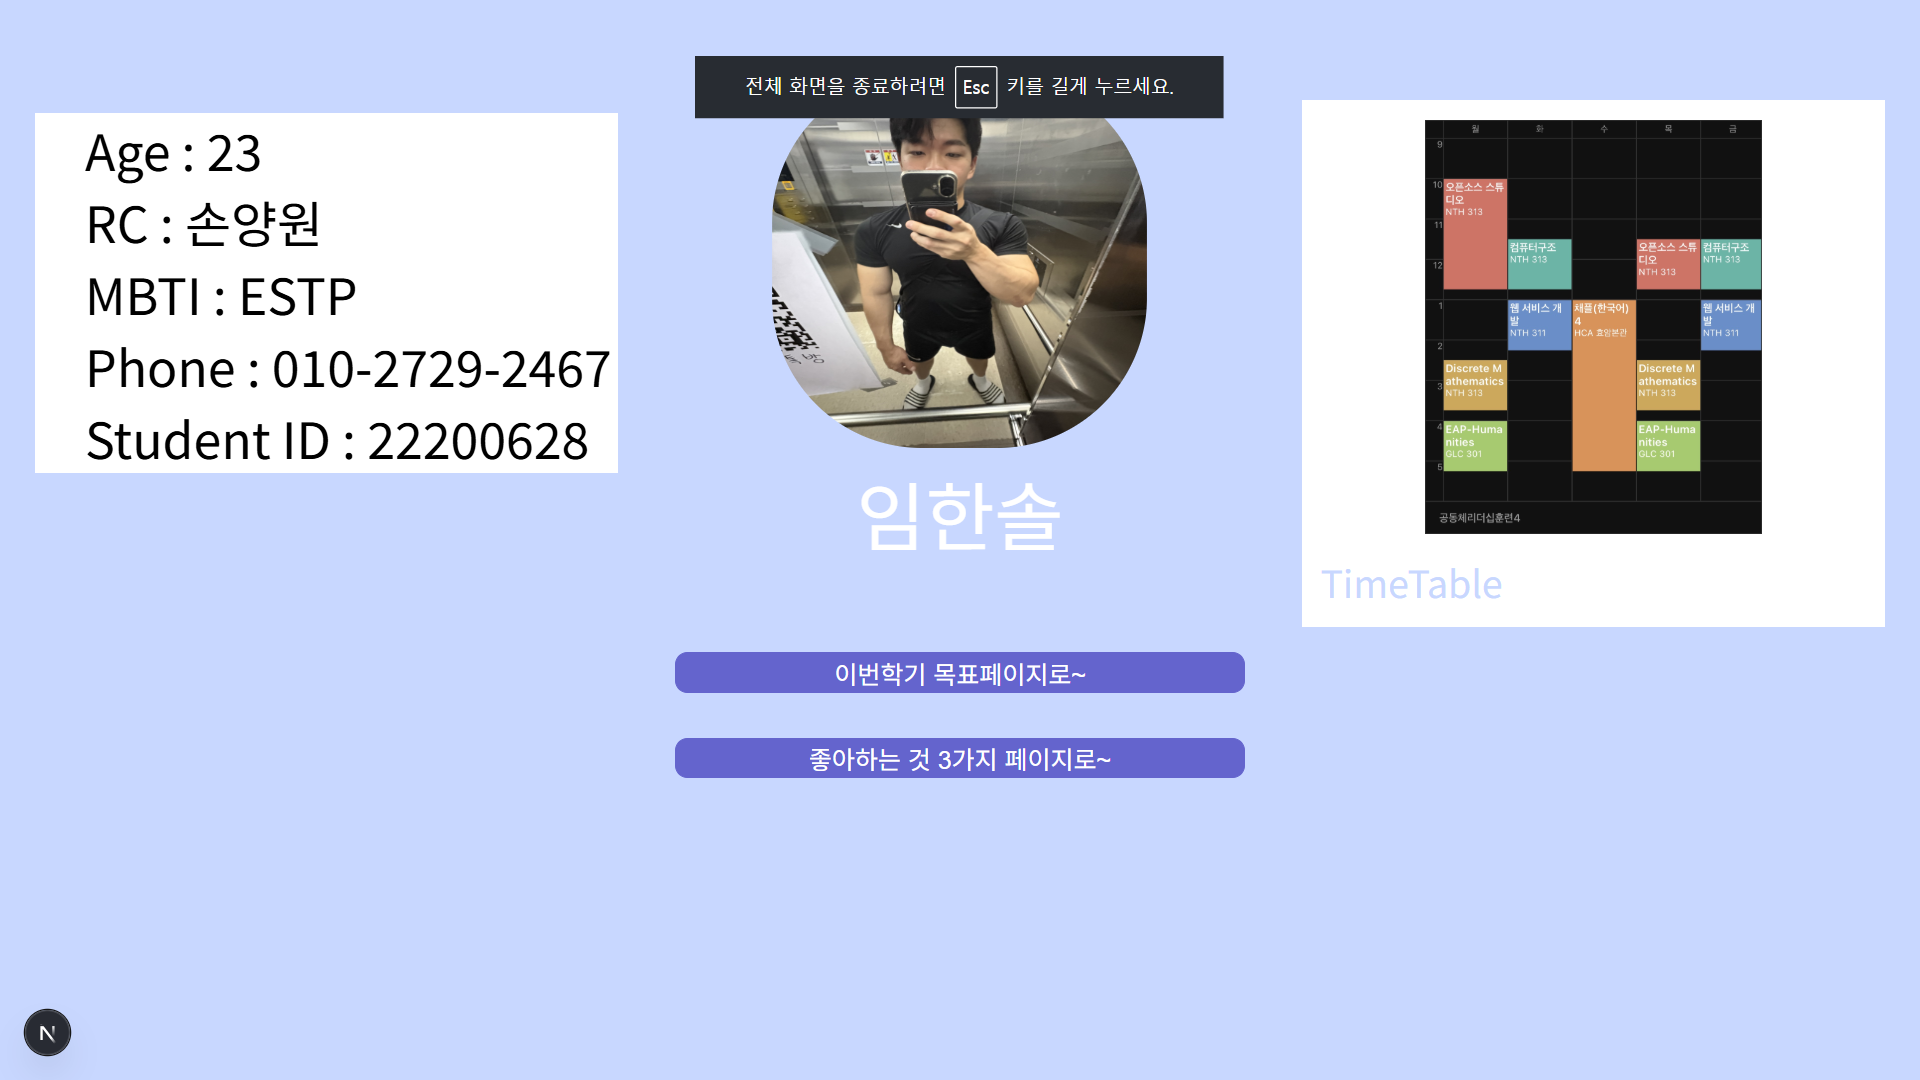 전체 화면을 종료하려면 Esc 키를 길게 누르세요.
Age : 23
RC : 손양원
MBTI : ESTP
Phone : 010-2729-2467
Student ID : 22200628
임한솔
이번학기 목표페이지로~
좋아하는 것 3가지 페이지로~
월 화 수 목 금
9
10
11
12
1
2
3
4
5
오픈소스 스튜
디오
NTH 313
컴퓨터구조
NTH 313
오픈소스 스튜
디오
NTH 313
컴퓨터구조
NTH 313
웹 서비스 개
발
NTH 311
채플(한국어)
4
HCA 효암본관
웹 서비스 개
발
NTH 311
Discrete M
athematics
NTH 313
Discrete M
athematics
NTH 313
EAP-Huma
nities
GLC 301
EAP-Huma
nities
GLC 301
공동체리더십훈련4
TimeTable
N